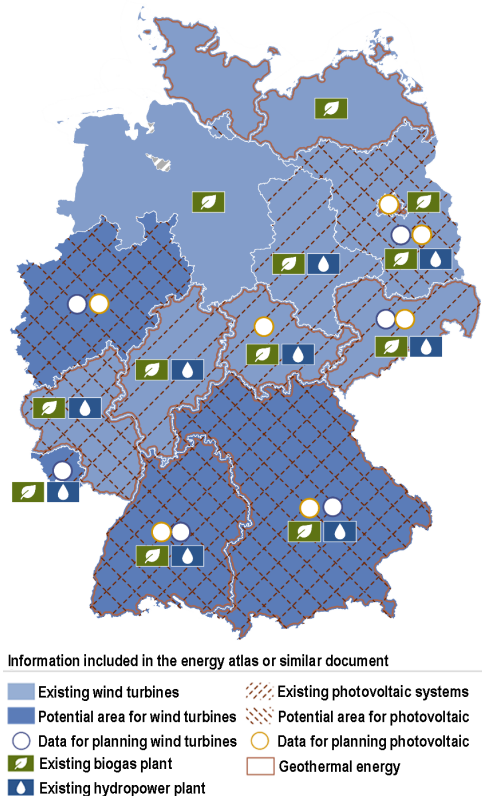 Information included in the energy atlas or similar document
Existing wind turbines
Existing photovoltaic systems
Potential area for wind turbines
Potential area for photovoltaic
Data for planning wind turbines
Data for planning photovoltaic
Existing biogas plant
Geothermal energy
Existing hydropower plant